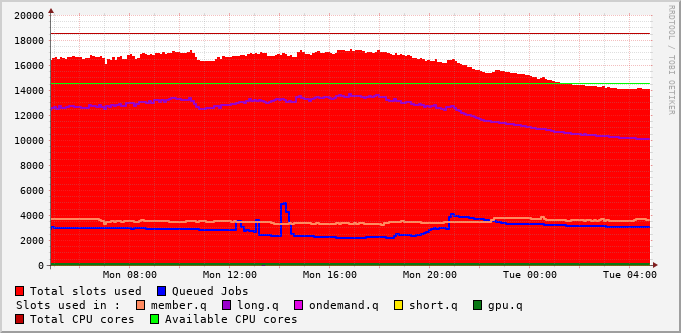 RRDTOOL / TOBI OETIKER
20000
18000
16000
14000
12000
10000
8000
6000
4000
2000
0
Mon 08:00 Mon 12:00 Mon 16:00 Mon 20:00 Tue 00:00 Tue 04:00
Total slots used Queued Jobs
Slots used in : member.q long.q ondemand.q short.q gpu.q
Total CPU cores Available CPU cores